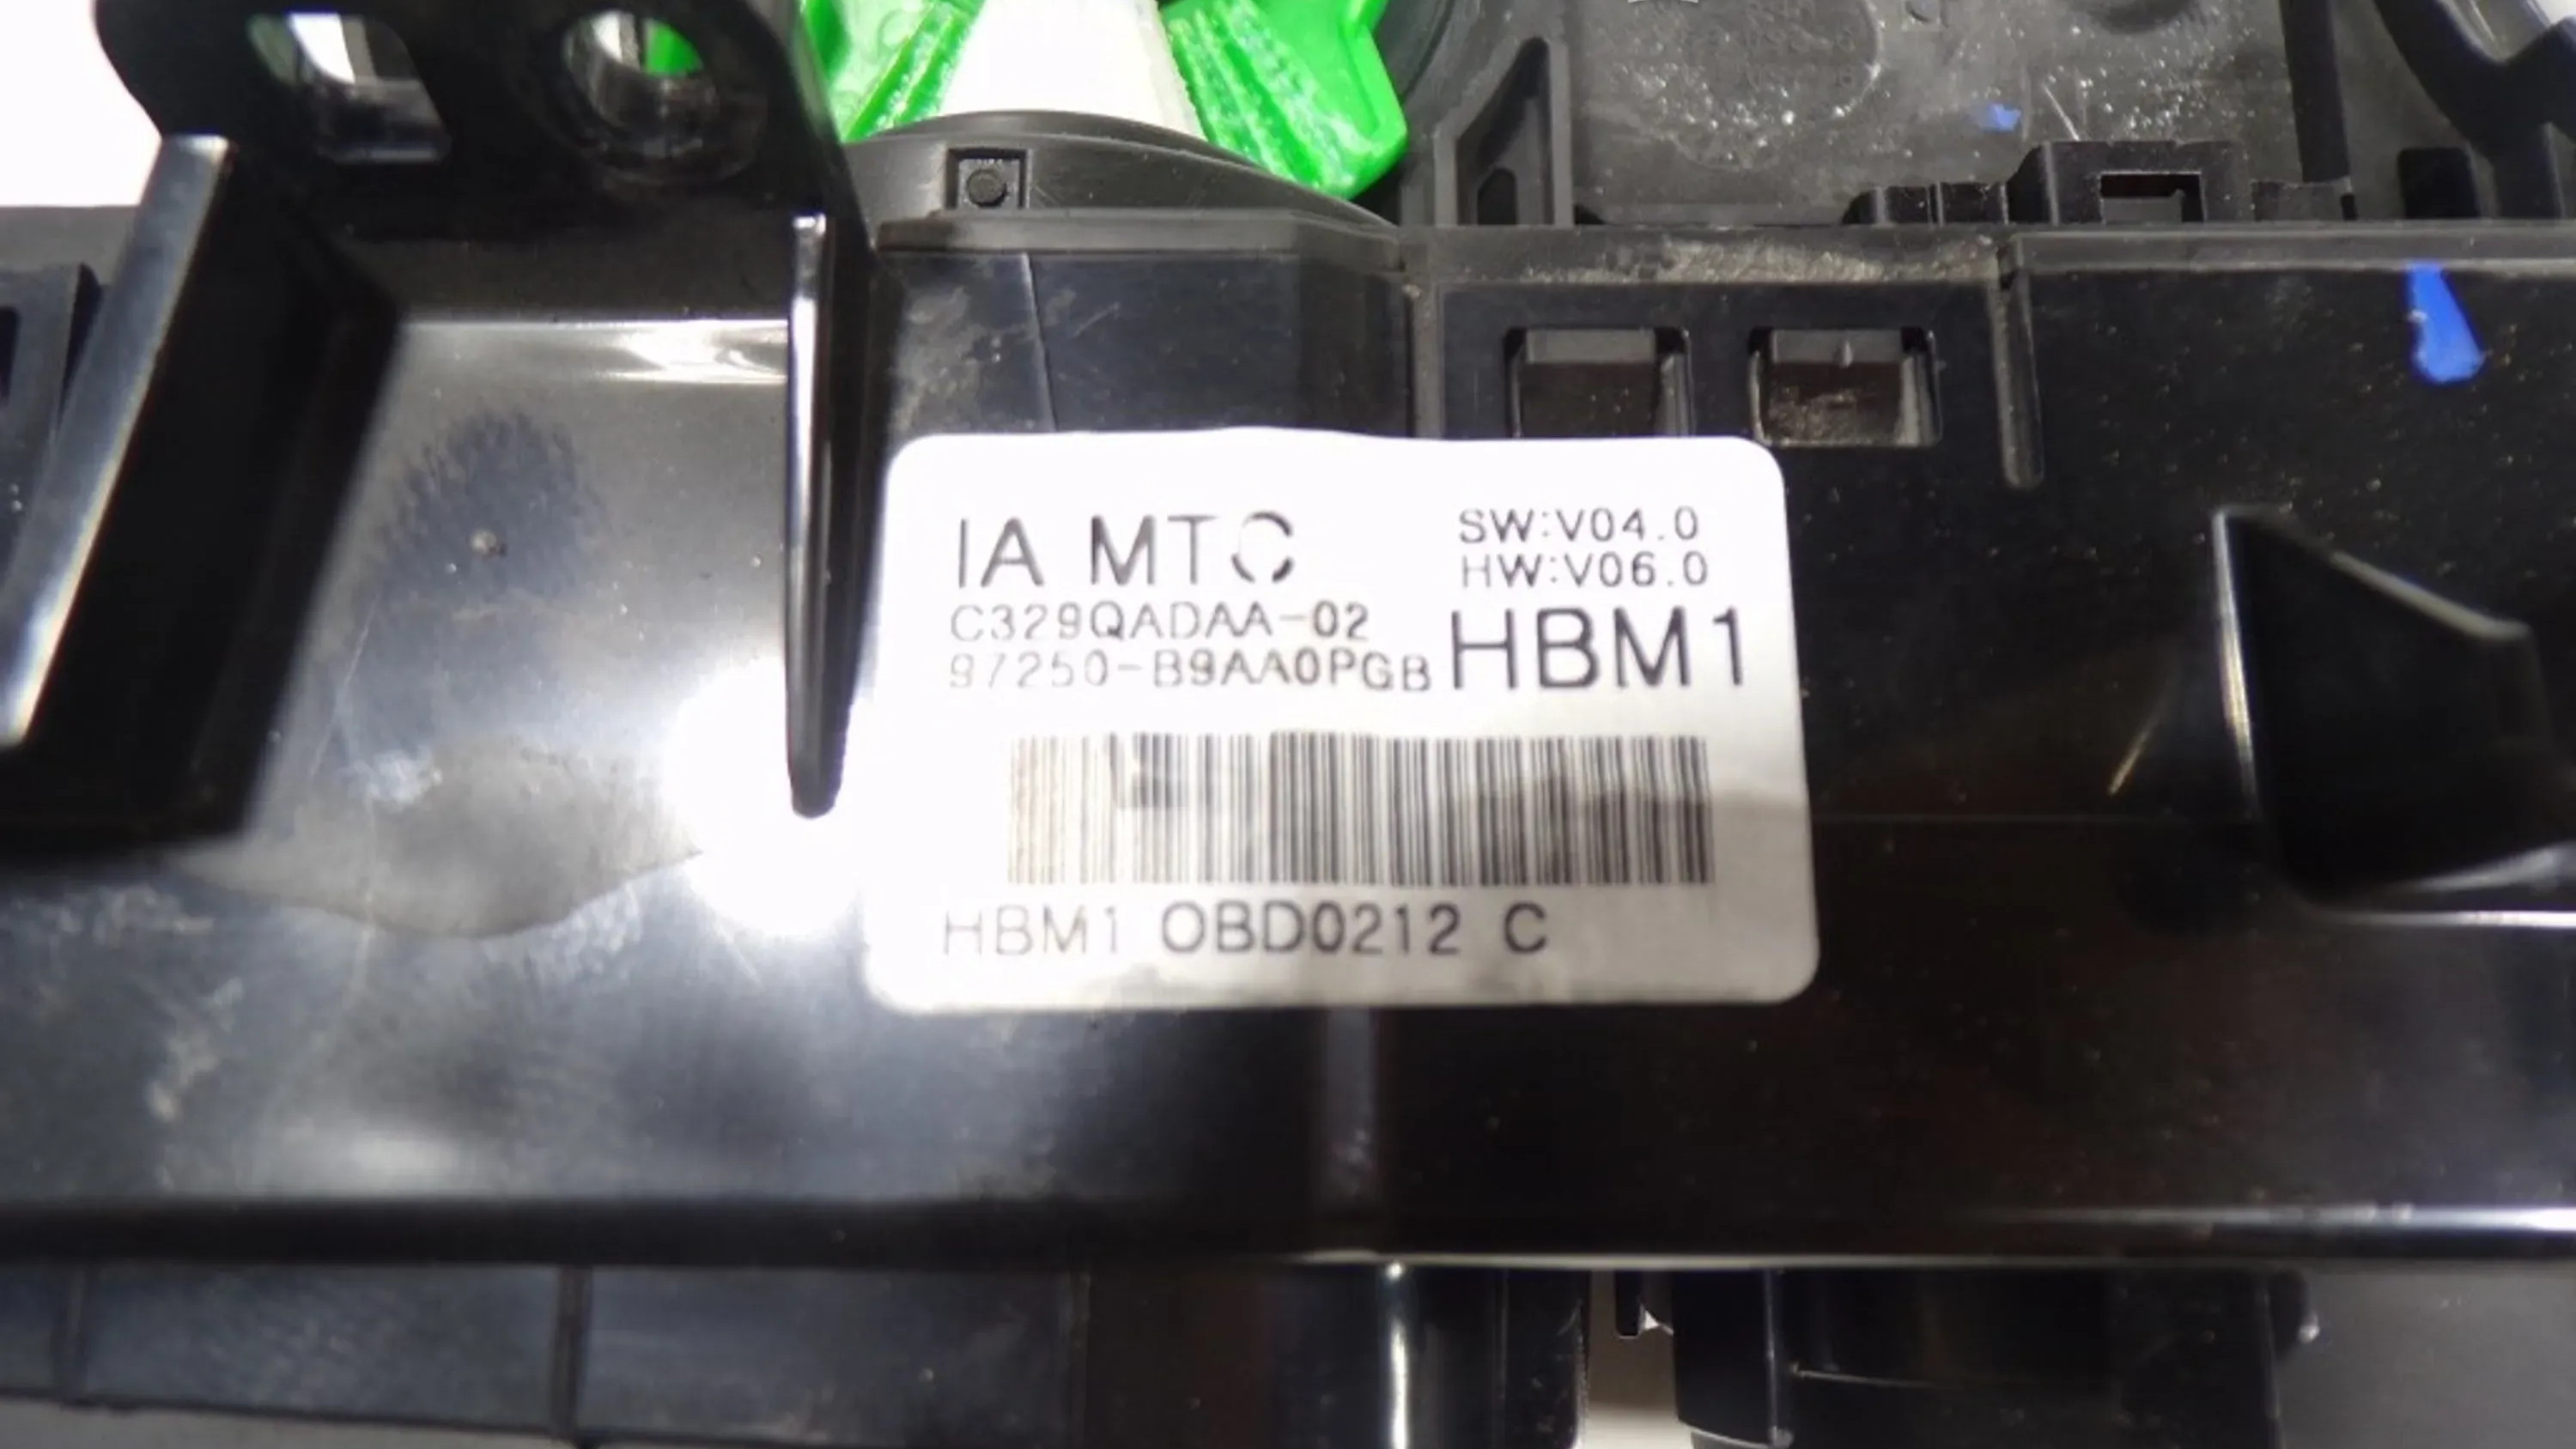 IA MTC
SW:V04.0
HW:V06.0
C329QADAA-02
97250-B9AA0PGB
HBM1
HBM1 OBD0212 C